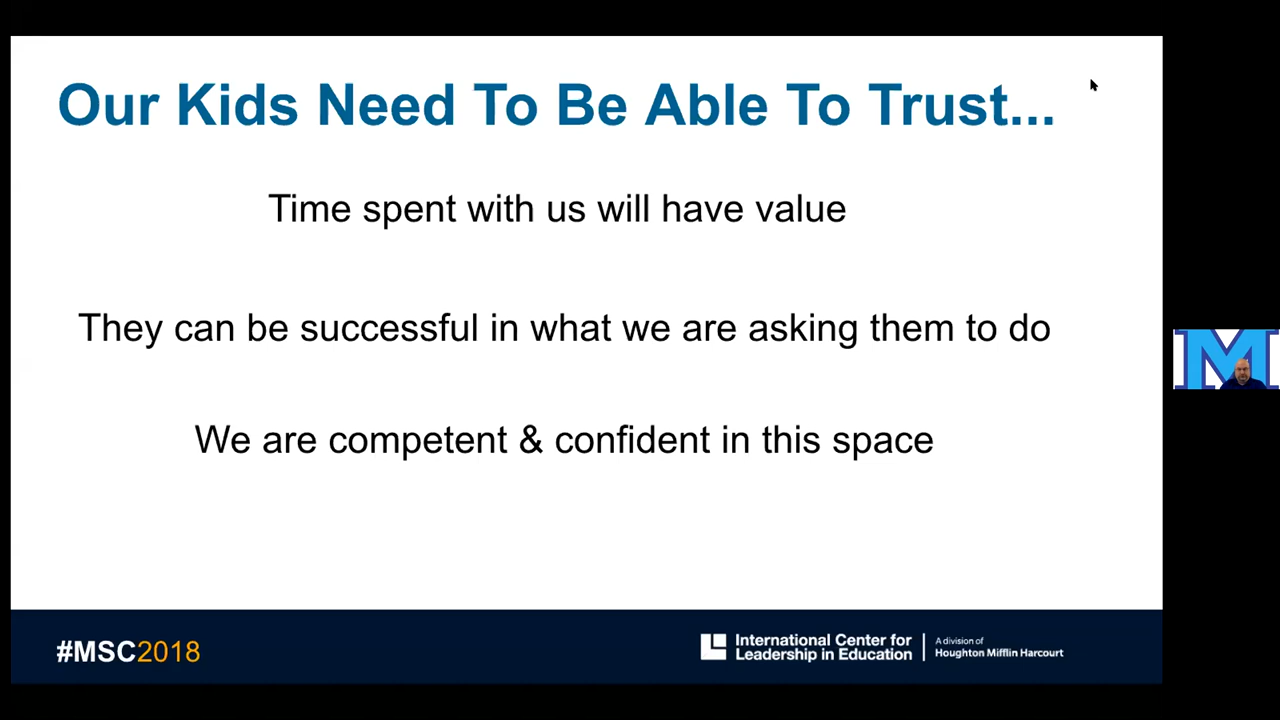 Our Kids Need To Be Able To Trust...
Time spent with us will have value
They can be successful in what we are asking them to do
We are competent & confident in this space
#MSC2018
International Center for
Leadership in Education
A division of
Houghton Mifflin Harcourt
M